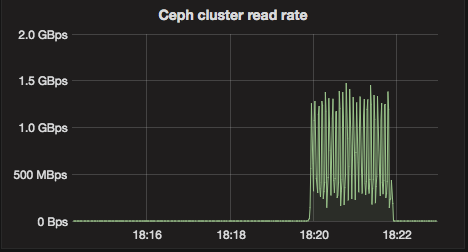 Ceph cluster read rate
2.0 GBps
1.5 GBps
1.0 GBps
500 MBps
0 Bps
18:16 18:18 18:20 18:22